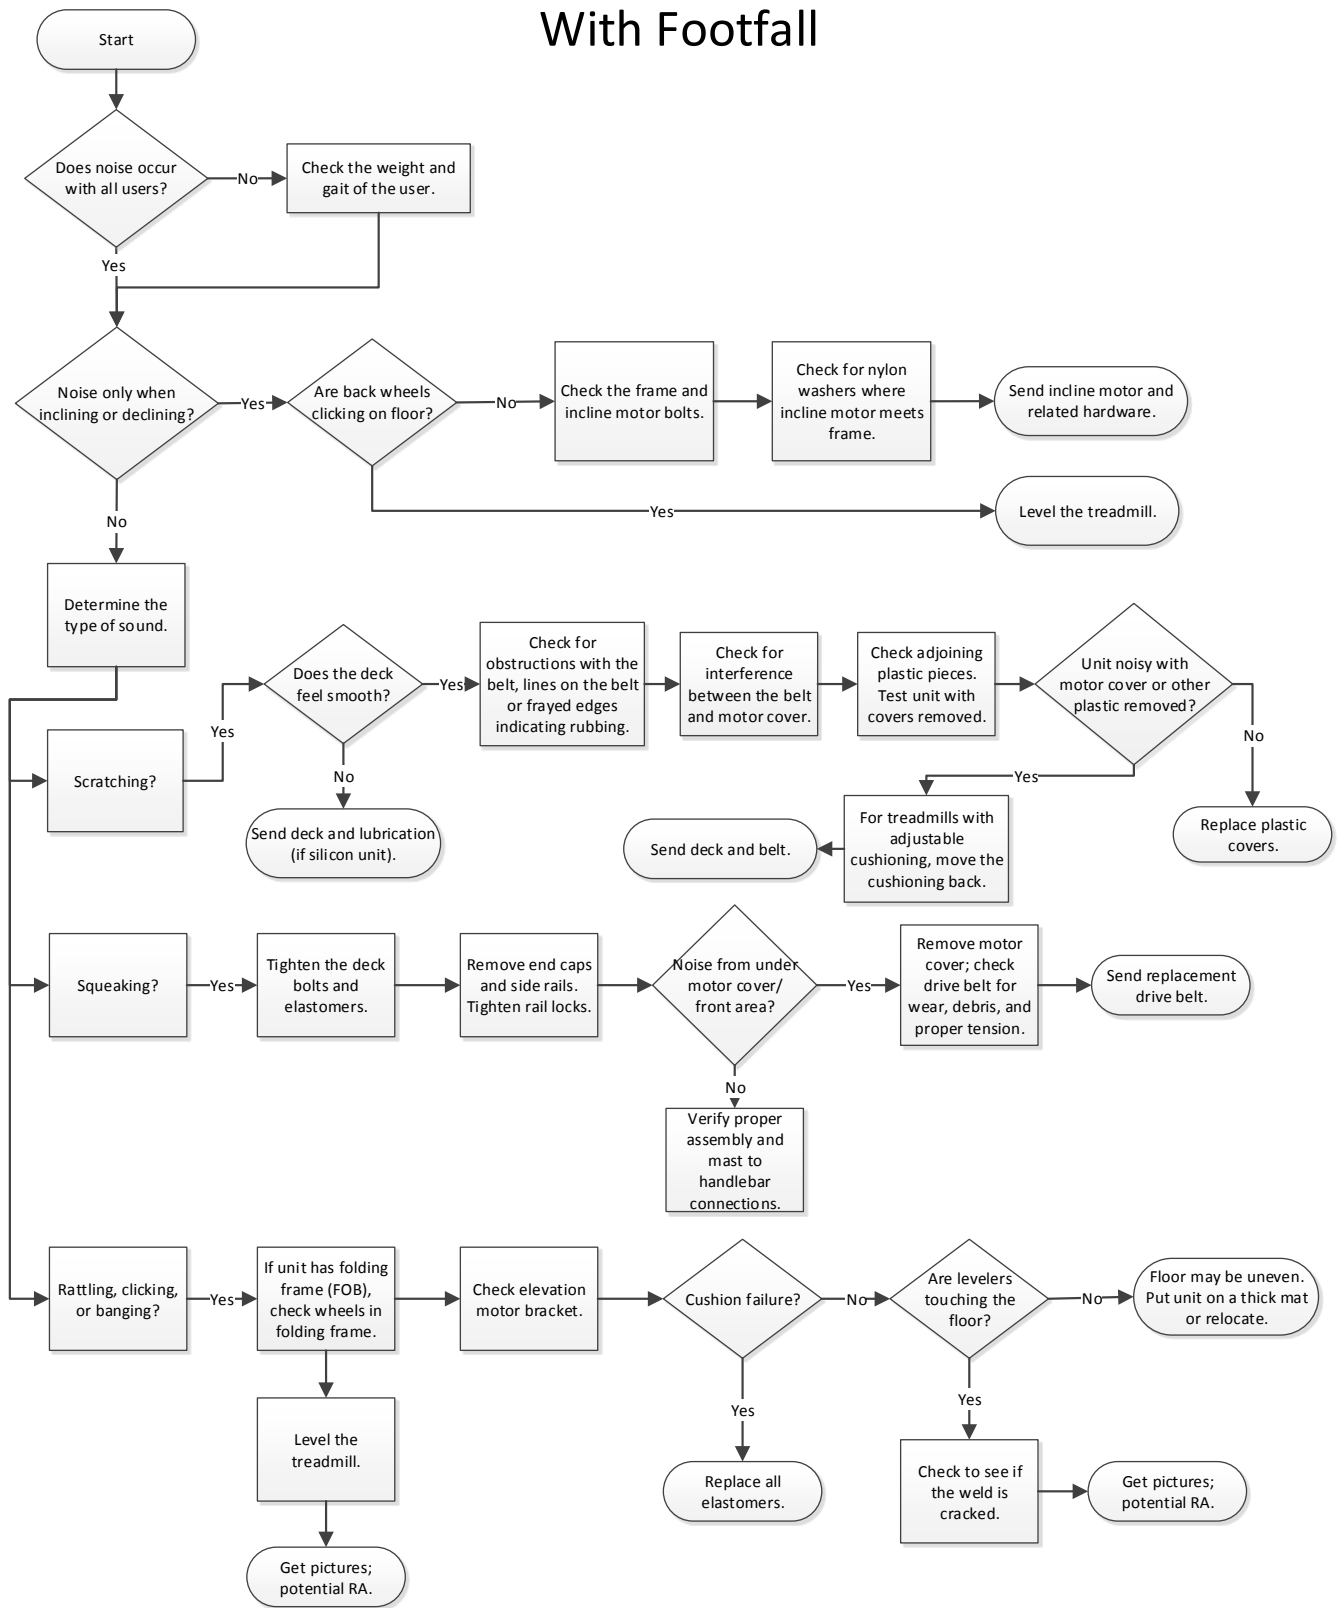 With Footfall
Start
Does noise occur
with all users?
No
Check the weight and
gait of the user.
Yes
Noise only when
inclining or declining?
Yes
Are back wheels
clicking on floor?
No
Check the frame and
incline motor bolts.
Check for nylon
washers where
incline motor meets
frame.
Send incline motor and
related hardware.
Yes
Level the treadmill.
No
Determine the
type of sound.
Scratching?
Yes
Does the deck
feel smooth?
Yes
Check for
obstructions with the
belt, lines on the belt
or frayed edges
indicating rubbing.
Check for
interference
between the belt
and motor cover.
Check adjoining
plastic pieces.
Test unit with
covers removed.
Unit noisy with
motor cover or other
plastic removed?
No
Replace plastic
covers.
Yes
For treadmills with
adjustable
cushioning, move the
cushioning back.
Send deck and belt.
No
Send deck and lubrication
(if silicon unit).
Squeaking?
Yes
Tighten the deck
bolts and
elastomers.
Remove end caps
and side rails.
Tighten rail locks.
Noise from under
motor cover/
front area?
Yes
Remove motor
cover; check
drive belt for
wear, debris, and
proper tension.
Send replacement
drive belt.
No
Verify proper
assembly and
mast to
handlebar
connections.
Rattling, clicking,
or banging?
Yes
If unit has folding
frame (FOB),
check wheels in
folding frame.
Check elevation
motor bracket.
Cushion failure?
No
Are levelers
touching the
floor?
No
Floor may be uneven.
Put unit on a thick mat
or relocate.
Yes
Replace all
elastomers.
Yes
Check to see if
the weld is
cracked.
Get pictures;
potential RA.
Level the
treadmill.
Get pictures;
potential RA.